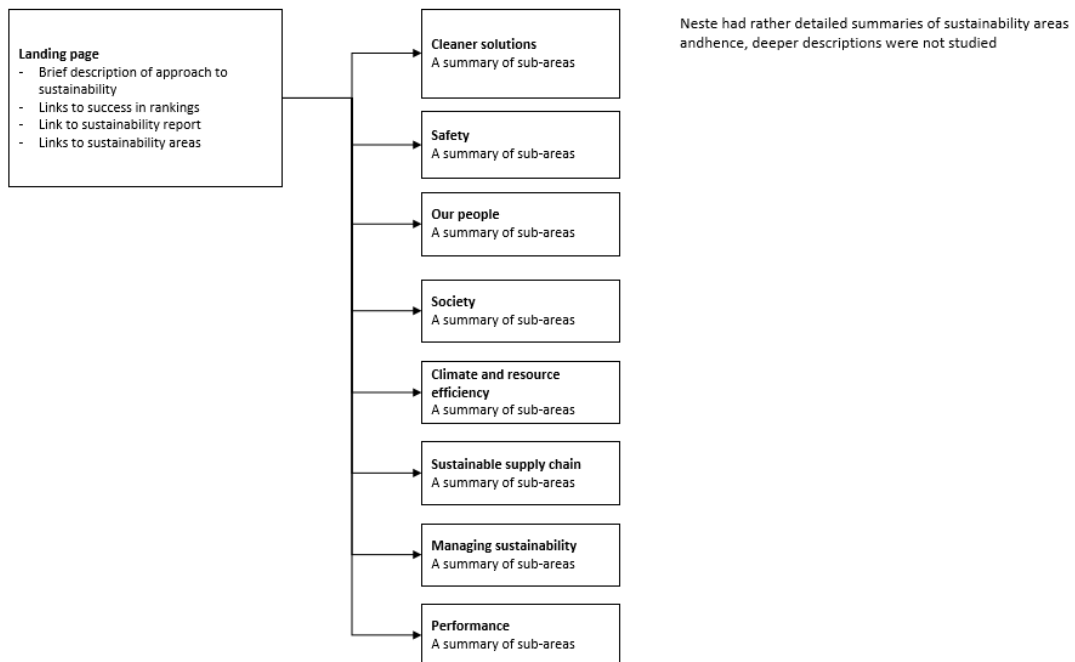 Landing page
- Brief description of approach to
sustainability
- Links to success in rankings
- Link to sustainability report
- Links to sustainability areas
Cleaner solutions
A summary of sub-areas
Safety
A summary of sub-areas
Our people
A summary of sub-areas
Society
A summary of sub-areas
Climate and resource
efficiency
A summary of sub-areas
Sustainable supply chain
A summary of sub-areas
Managing sustainability
A summary of sub-areas
Performance
A summary of sub-areas
Neste had rather detailed summaries of sustainability areas
andhence, deeper descriptions were not studied